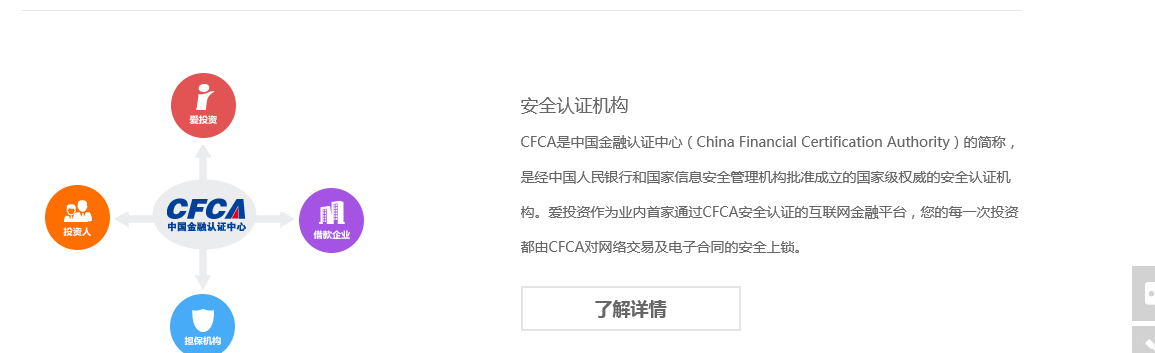 爱投资
投资人
CFCA
中国金融认证中心
借款企业
担保机构
安全认证机构
CFCA是中国金融认证中心（China Financial Certification Authority）的简称，
是经中国人民银行和国家信息安全管理机构批准成立的国家级权威的安全认证机
构。爱投资作为业内首家通过CFCA安全认证的互联网金融平台，您的每一次投资
都由CFCA对网络交易及电子合同的安全上锁。
了解详情